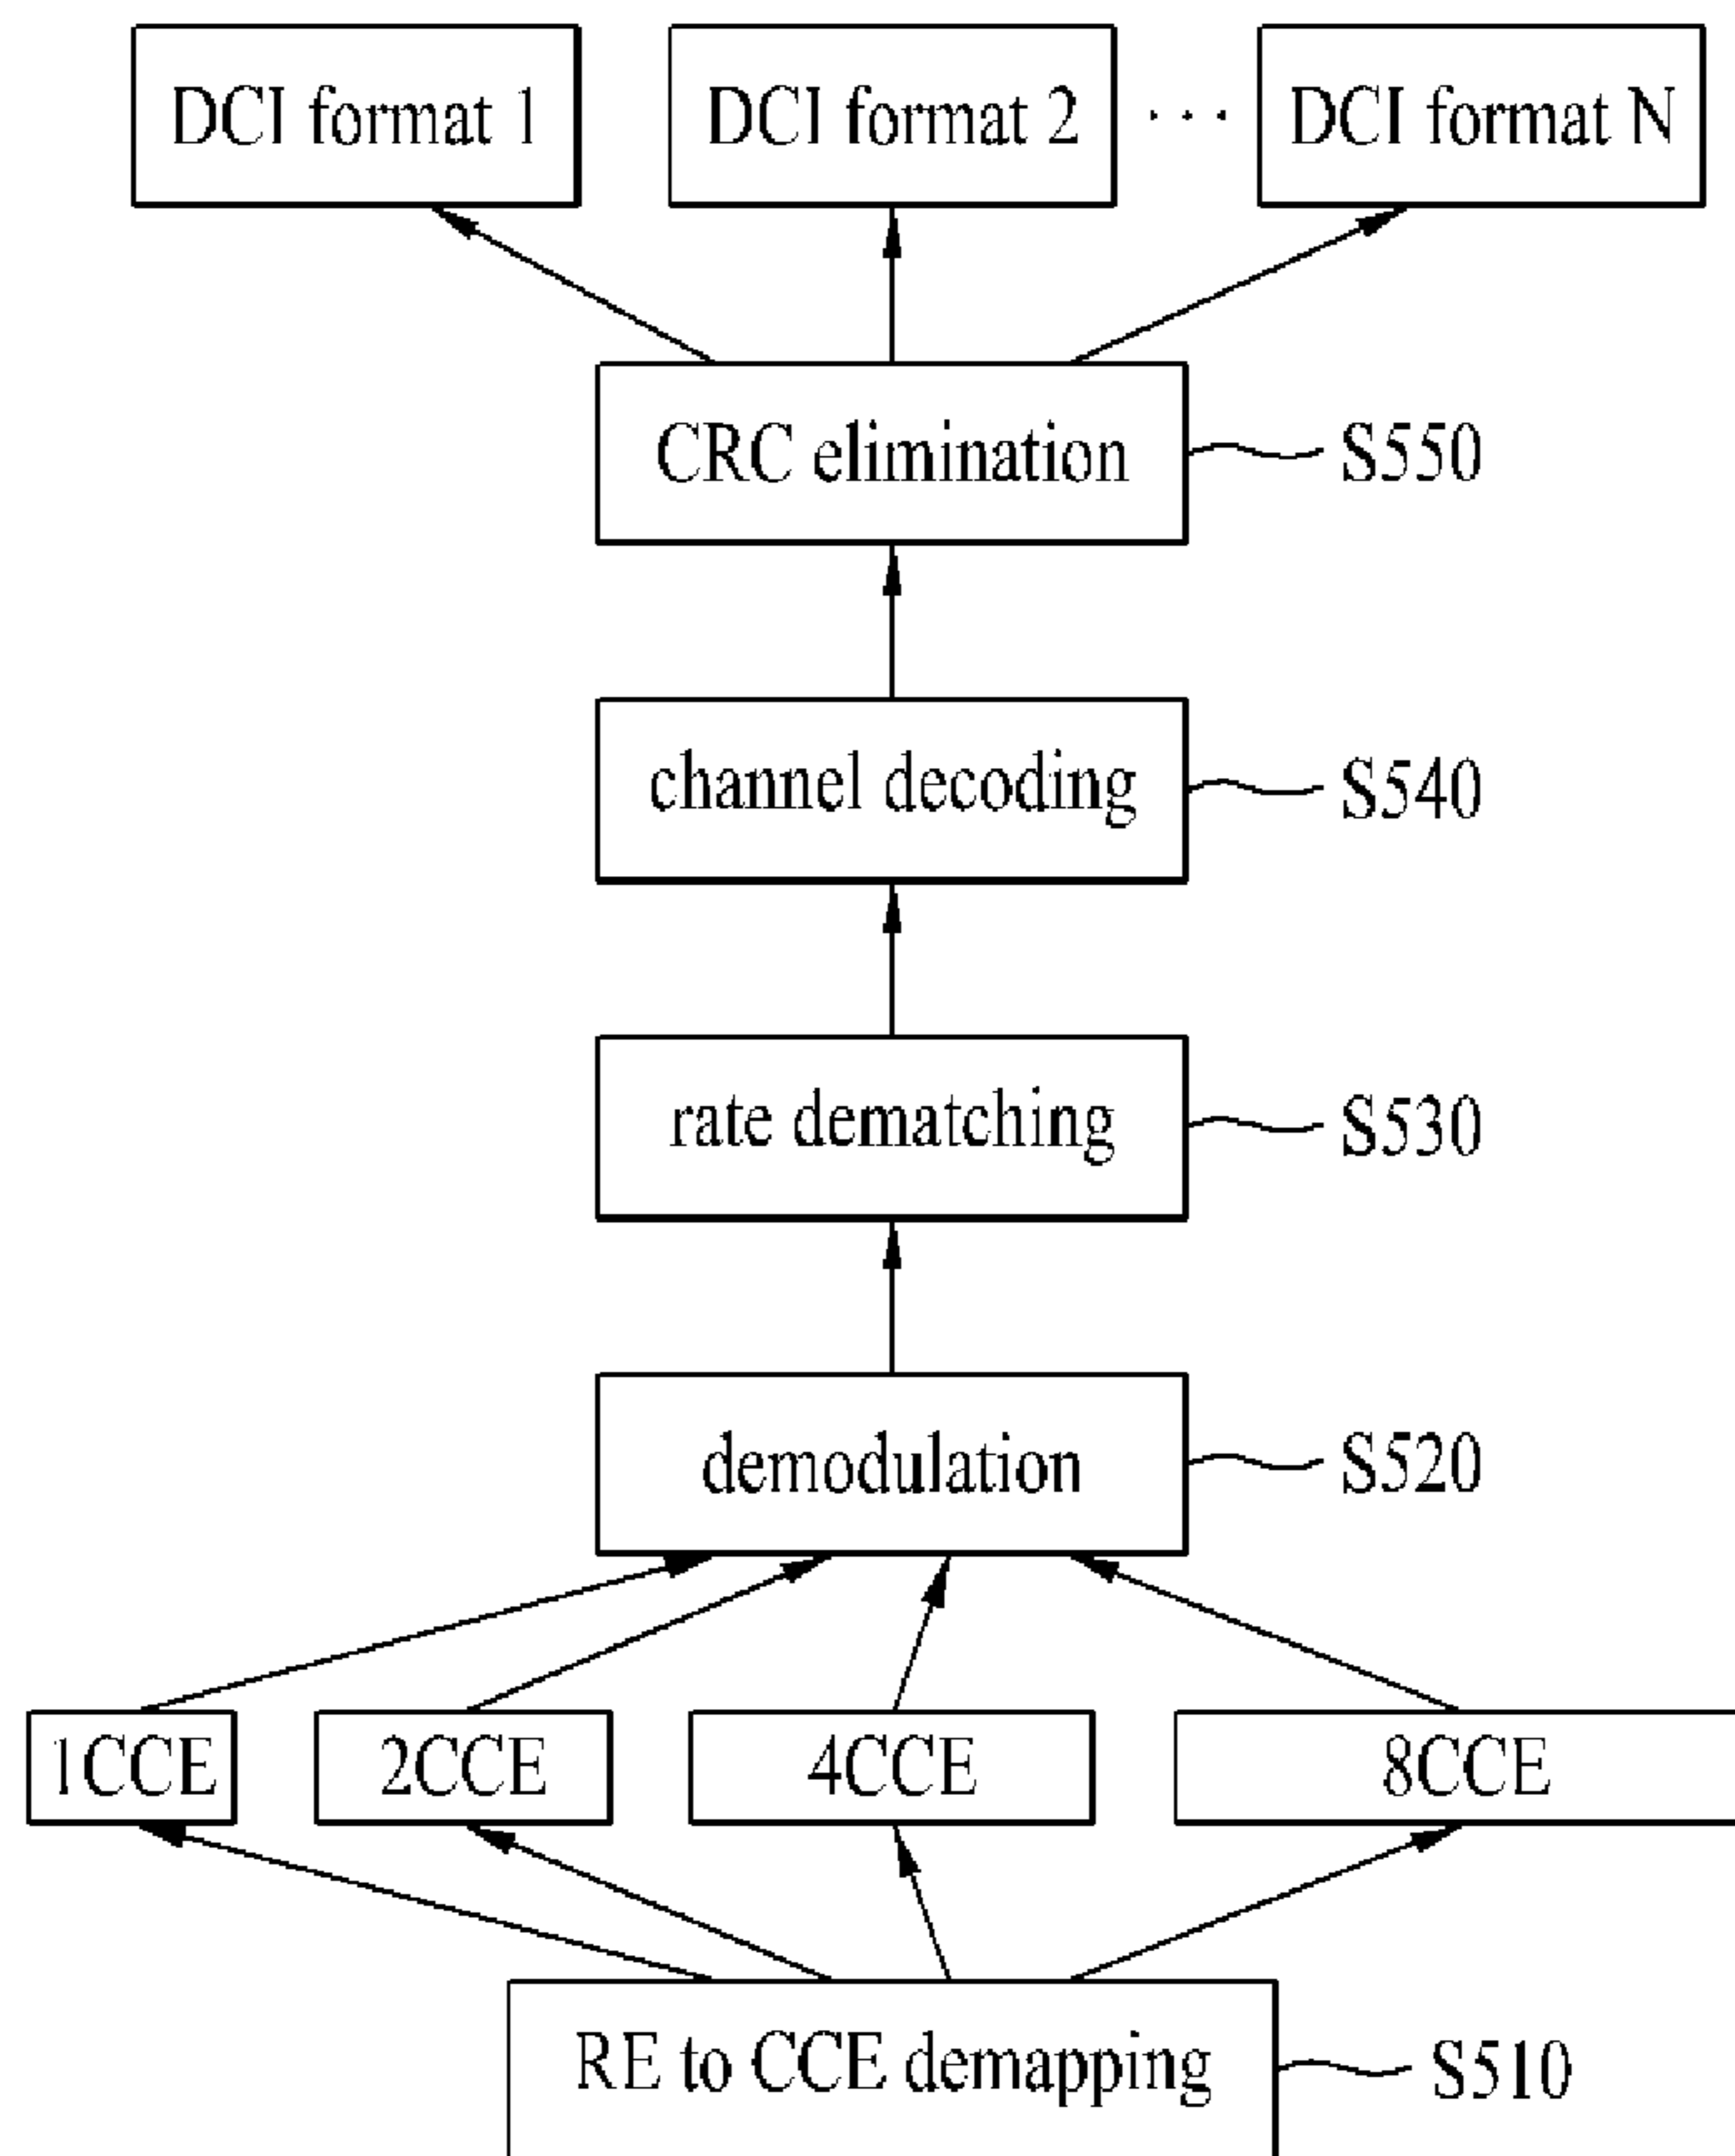 DCI format 1
DCI format 2
...
DCI format N
CRC elimination
S550
channel decoding
S540
rate dematching
S530
demodulation
S520
1CCE
2CCE
4CCE
8CCE
RE to CCE demapping
S510